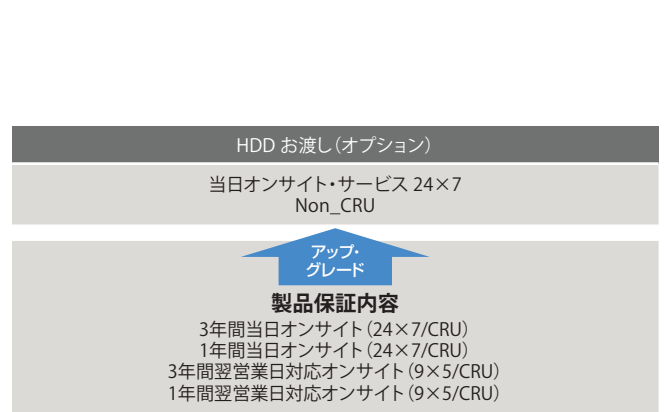 HDD お渡し（オプション）
当日オンサイト・サービス 24×7
Non_CRU
アップ・
グレード
製品保証内容
3年間当日オンサイト（24×7/CRU）
1年間当日オンサイト（24×7/CRU）
3年間翌営業日対応オンサイト（9×5/CRU）
1年間翌営業日対応オンサイト（9×5/CRU）